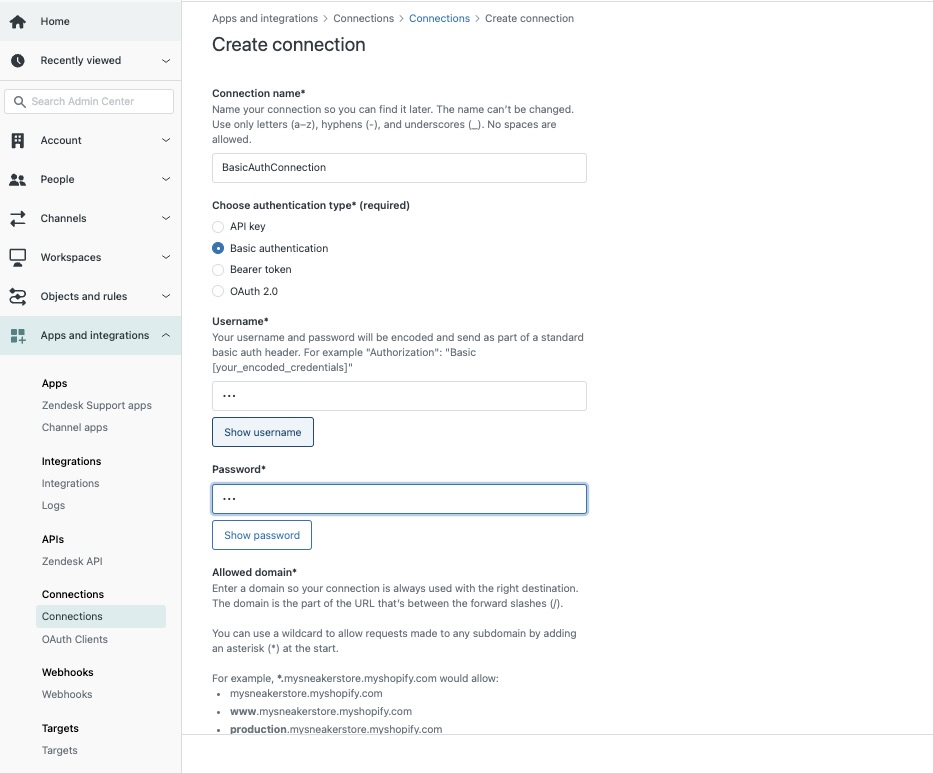 Home
Recently viewed
Search Admin Center
Account
People
Channels
Workspaces
Objects and rules
Apps and integrations
Apps
Zendesk Support apps
Channel apps
Integrations
Integrations
Logs
APIs
Zendesk API
Connections
Connections
OAuth Clients
Webhooks
Webhooks
Targets
Targets
Apps and integrations > Connections > Connections > Create connection
Create connection
Connection name*
Name your connection so you can find it later. The name can't be changed.
Use only letters (a–z), hyphens (-), and underscores (_). No spaces are
allowed.
BasicAuthConnection
Choose authentication type* (required)
API key
Basic authentication
Bearer token
OAuth 2.0
Username*
Your username and password will be encoded and send as part of a standard
basic auth header. For example "Authorization": "Basic
[your_encoded_credentials]"
•••
Show username
Password*
•••
Show password
Allowed domain*
Enter a domain so your connection is always used with the right destination.
The domain is the part of the URL that's between the forward slashes (/).
You can use a wildcard to allow requests made to any subdomain by adding
an asterisk (*) at the start.
For example, *.mysneakerstore.myshopify.com would allow:
• mysneakerstore.myshopify.com
• www.mysneakerstore.myshopify.com
• production.mysneakerstore.myshopify.com